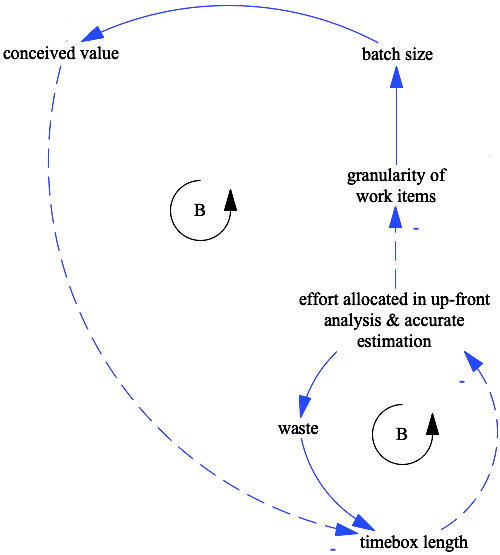 conceived value
batch size
granularity of
work items
-
B
effort allocated in up-front
analysis & accurate
estimation
-
waste
B
-
timebox length